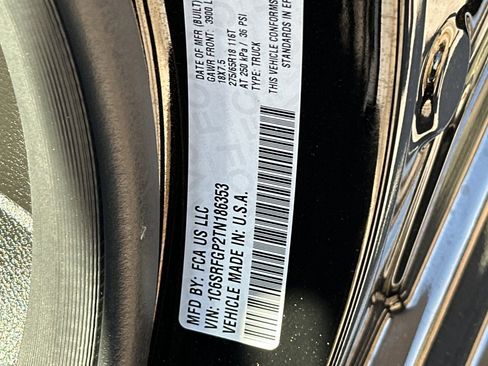 MFD BY: FCA US LLC
VIN: 1C6SRFGP2TN186353
VEHICLE MADE IN: U.S.A.
DATE OF MFR (BUILT)
GAWR FRONT: 3900 L
18X7.5
275/65R18 116T
AT 250 kPa / 36 PSI
TYPE: TRUCK
THIS VEHICLE CONFORMS
STANDARDS IN EF